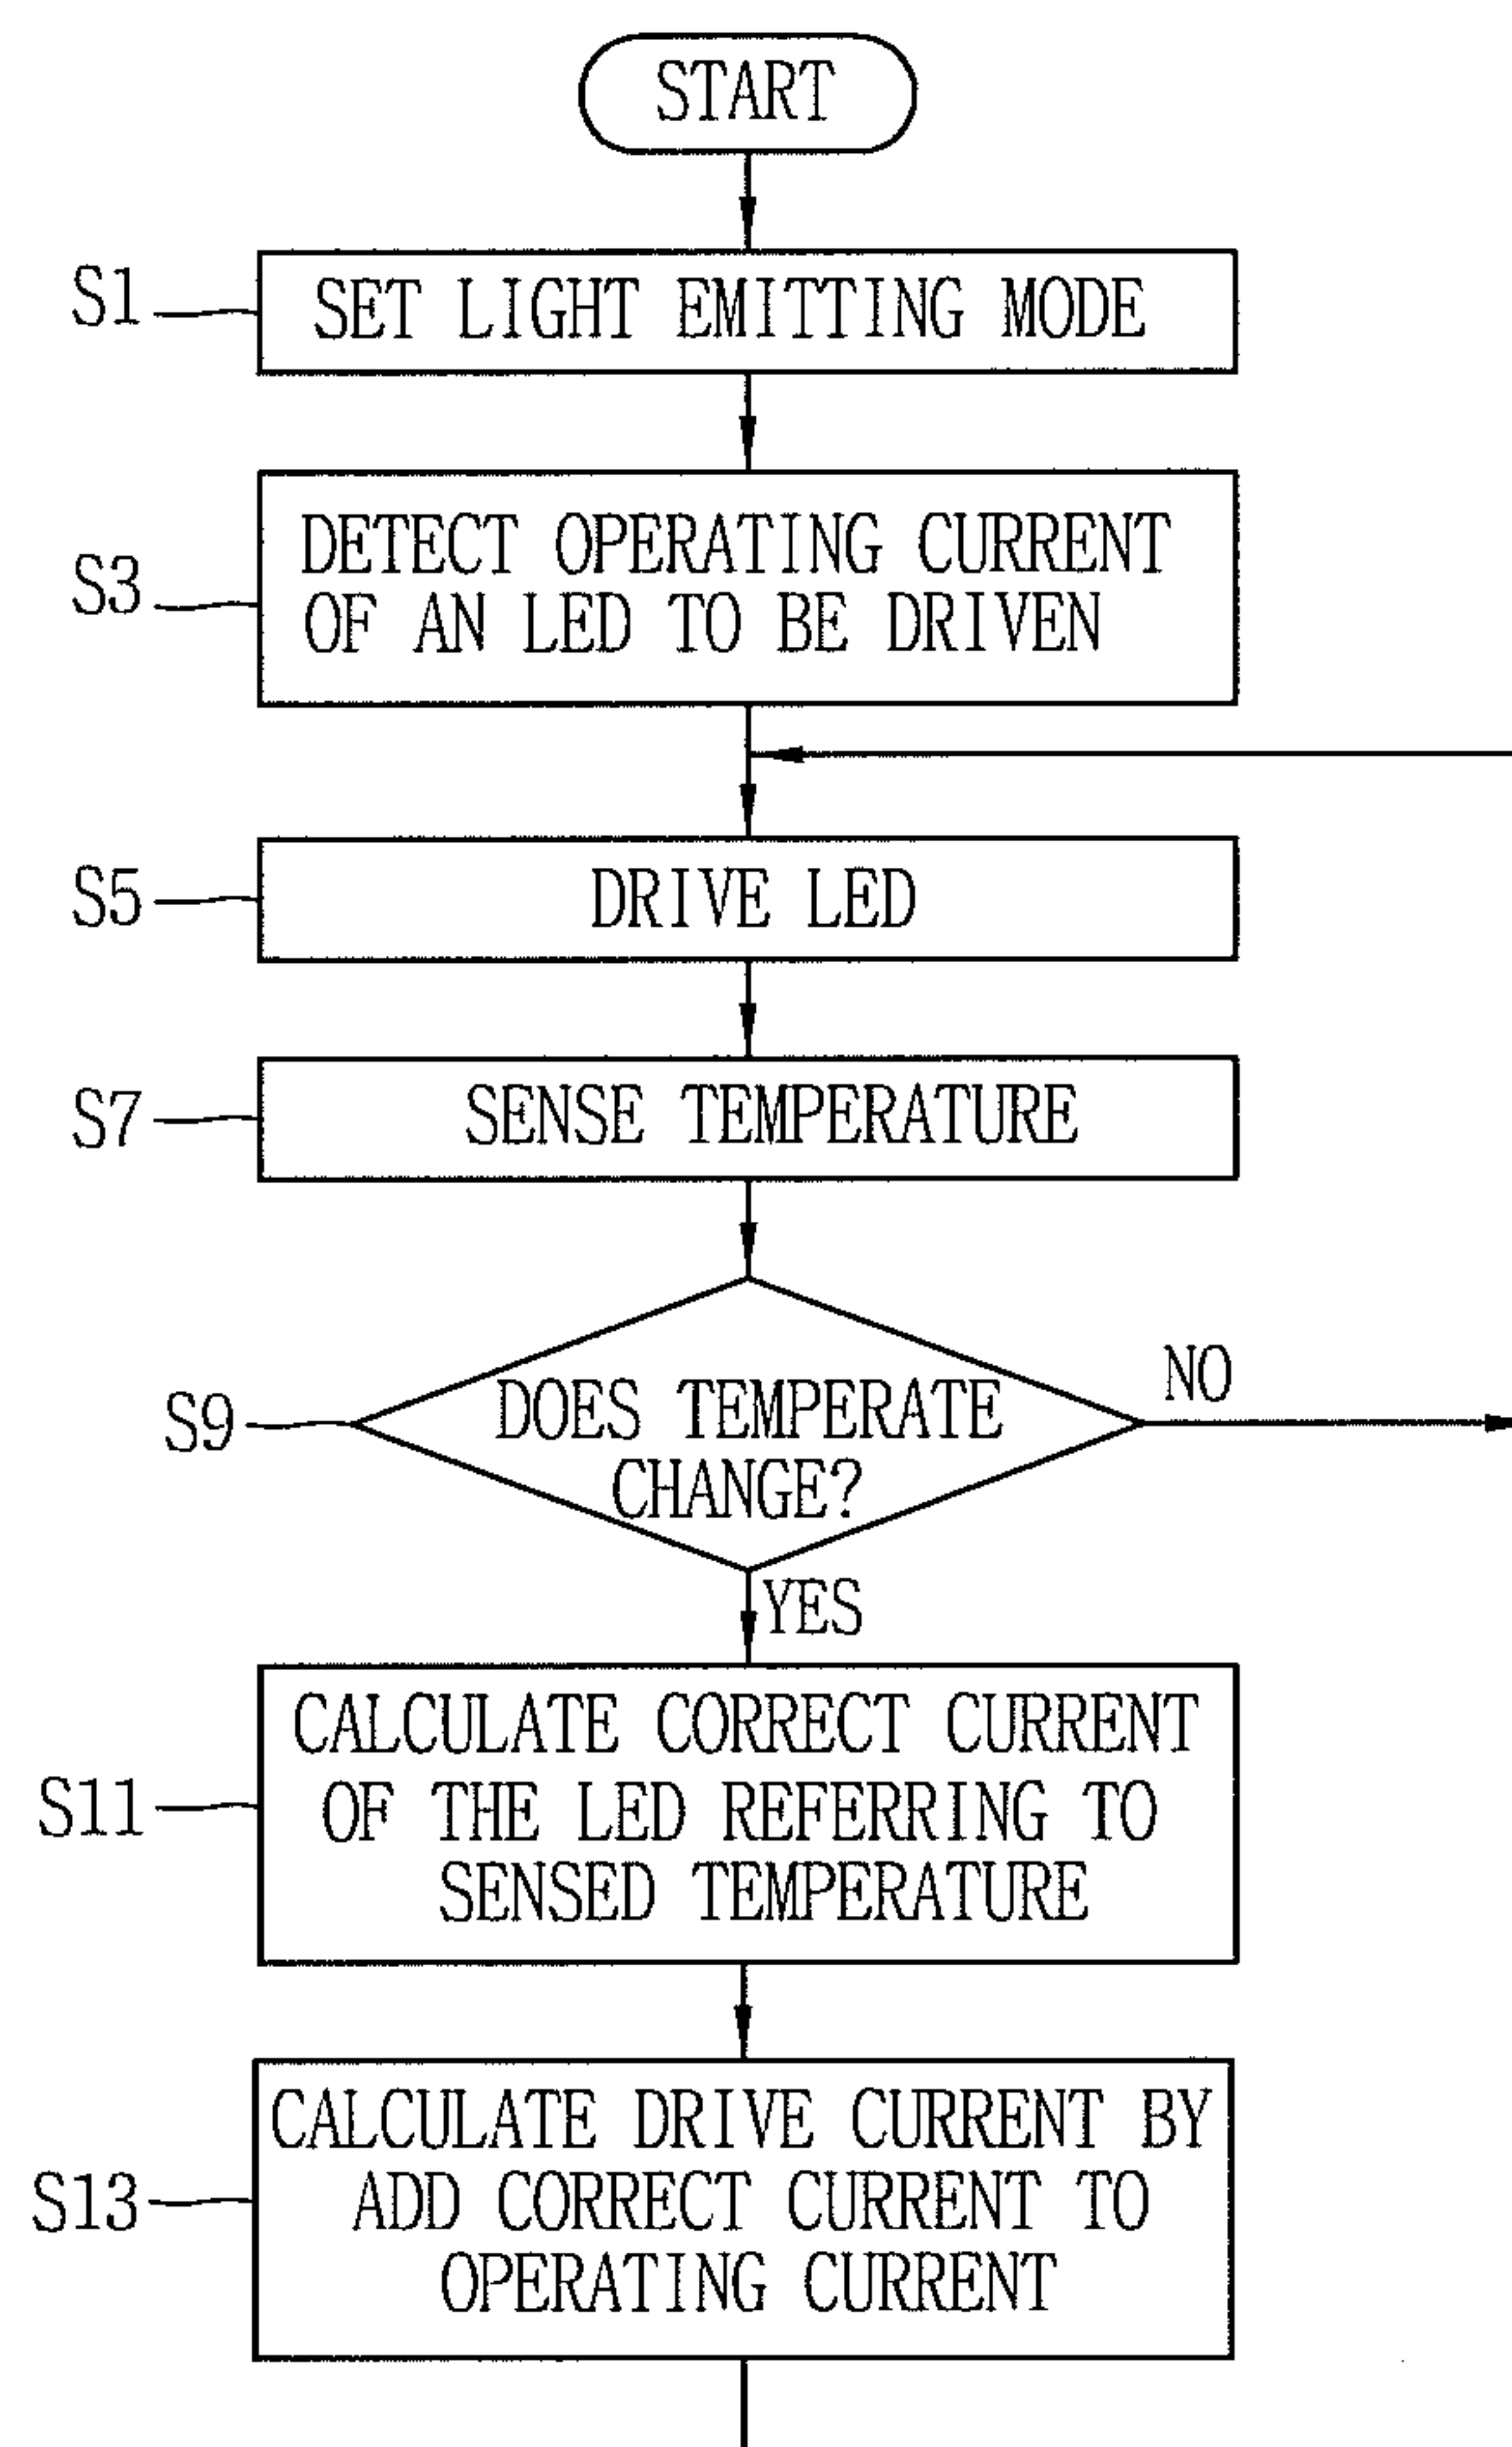 START
S1
SET LIGHT EMITTING MODE
S3
DETECT OPERATING CURRENT
OF AN LED TO BE DRIVEN
S5
DRIVE LED
S7
SENSE TEMPERATURE
S9
DOES TEMPERATE
CHANGE?
NO
YES
S11
CALCULATE CORRECT CURRENT
OF THE LED REFERRING TO
SENSED TEMPERATURE
S13
CALCULATE DRIVE CURRENT BY
ADD CORRECT CURRENT TO
OPERATING CURRENT